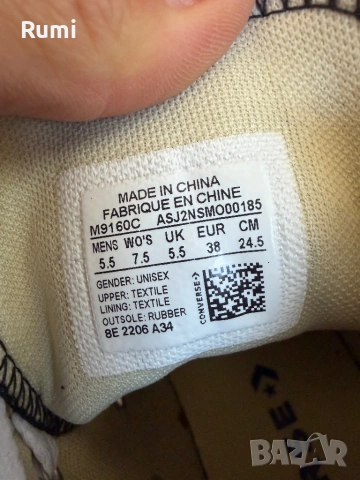 Rumi
MADE IN CHINA
FABRIQUE EN CHINE
M9160C ASJ2NSMO00185
MENS WO'S UK EUR CM
5.5 7.5 5.5 38 24.5
GENDER: UNISEX
UPPER: TEXTILE
LINING: TEXTILE
OUTSOLE: RUBBER
8E 2206 A34
CONVERSE
BAZAR